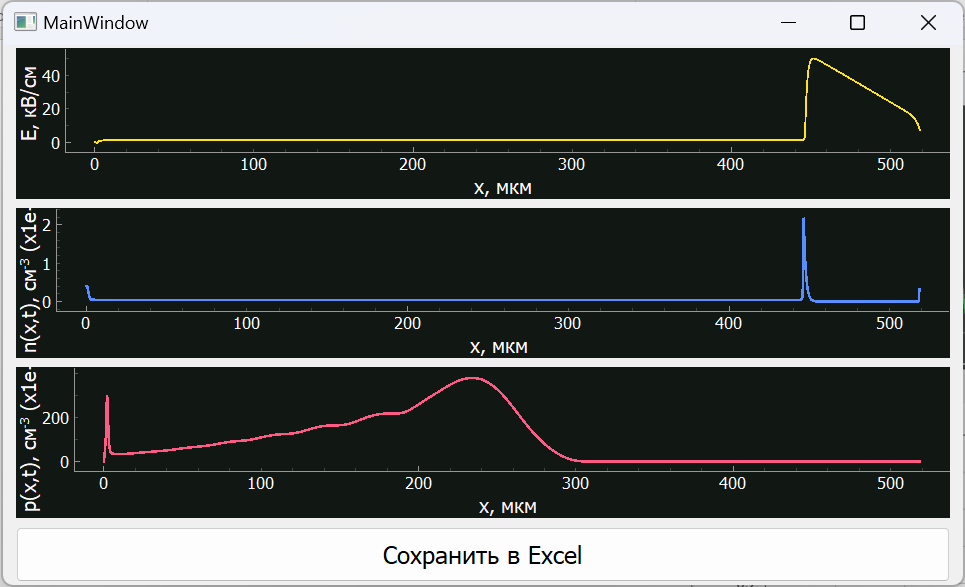 MainWindow
E, кВ/см
40
20
0
0 100 200 300 400 500
x, мкм
n(x,t), см⁻³ (x1e-
2
1
0
0 100 200 300 400 500
x, мкм
p(x,t), см⁻³ (x1e-
200
0
0 100 200 300 400 500
x, мкм
Сохранить в Excel